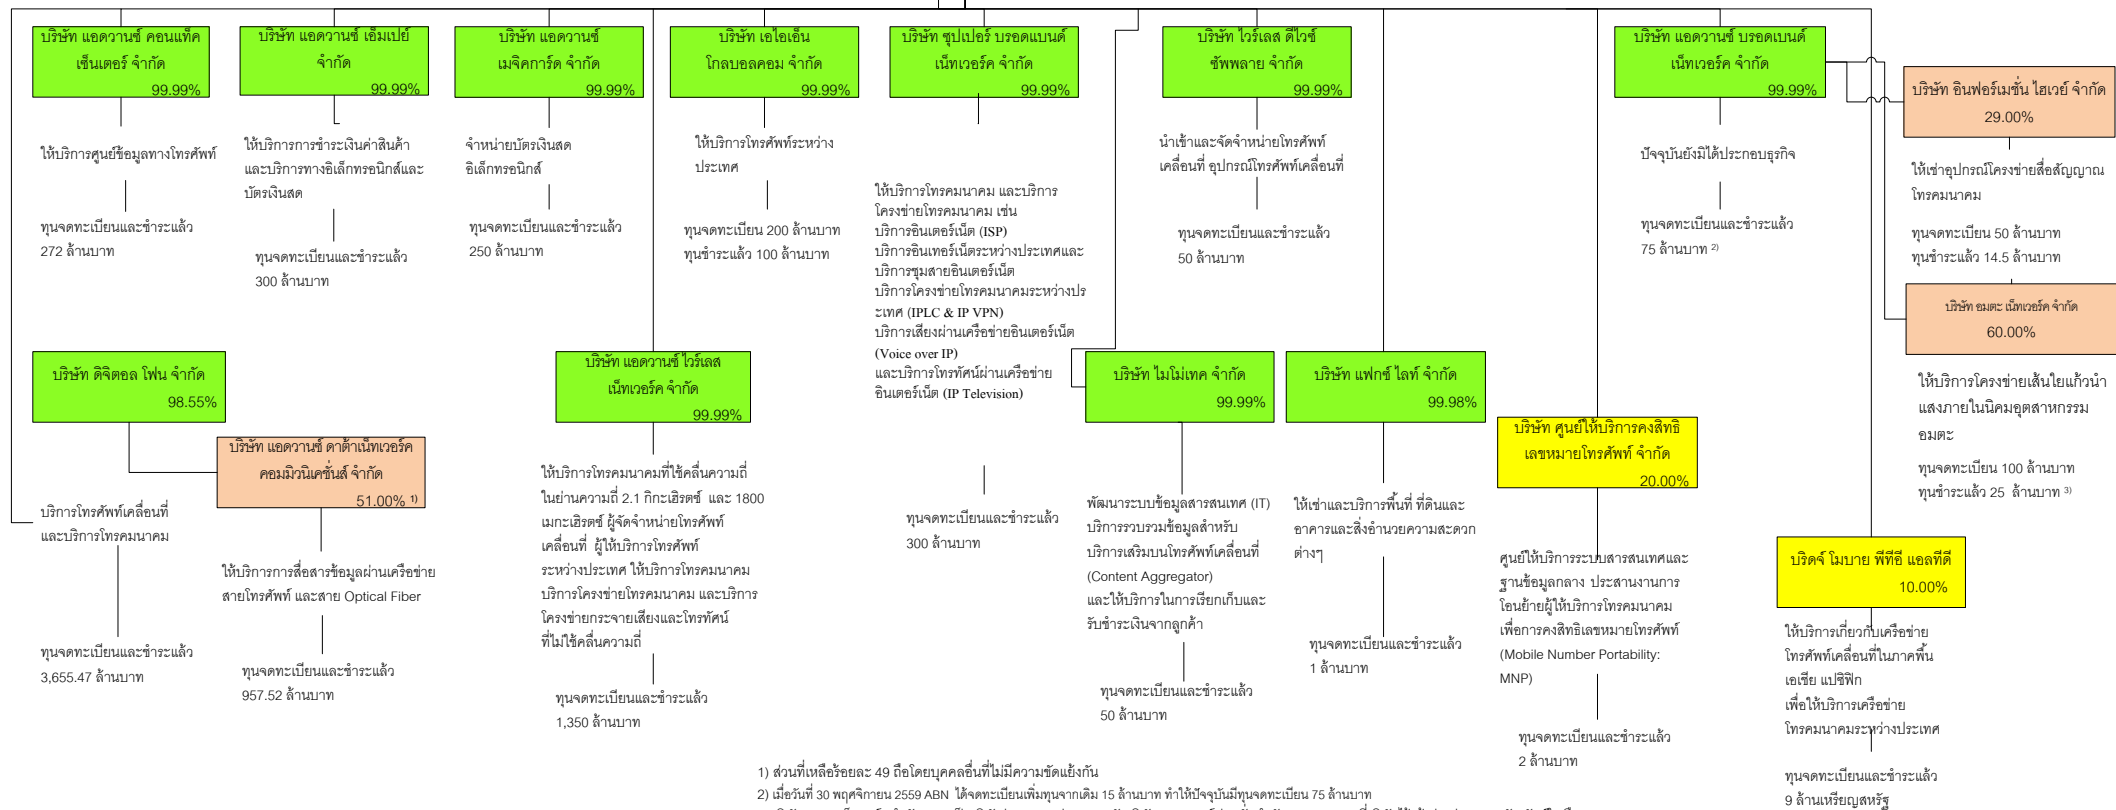 บริษัท แอดวานซ์ คอนแท็ค
เซ็นเตอร์ จำกัด
99.99%
ให้บริการศูนย์ข้อมูลทางโทรศัพท์
ทุนจดทะเบียนและชำระแล้ว
272 ล้านบาท
บริษัท แอดวานซ์ เอ็มเปย์
จำกัด
99.99%
ให้บริการการชำระเงินค่าสินค้า
และบริการทางอิเล็กทรอนิกส์และ
บัตรเงินสด
ทุนจดทะเบียนและชำระแล้ว
300 ล้านบาท
บริษัท แอดวานซ์
เมจิคการ์ด จำกัด
99.99%
จำหน่ายบัตรเงินสด
อิเล็กทรอนิกส์
ทุนจดทะเบียนและชำระแล้ว
250 ล้านบาท
บริษัท เอไอเอ็น
โกลบอลคอม จำกัด
99.99%
ให้บริการโทรศัพท์ระหว่าง
ประเทศ
ทุนจดทะเบียน 200 ล้านบาท
ทุนชำระแล้ว 100 ล้านบาท
บริษัท ซุปเปอร์ บรอดแบนด์
เน็ทเวอร์ค จำกัด
99.99%
ให้บริการโทรคมนาคม และบริการ
โครงข่ายโทรคมนาคม เช่น
บริการอินเตอร์เน็ต (ISP)
บริการอินเทอร์เน็ตระหว่างประเทศและ
บริการชุมสายอินเตอร์เน็ต
บริการโครงข่ายโทรคมนาคมระหว่างปร
ะเทศ (IPLC & IP VPN)
บริการเสียงผ่านเครือข่ายอินเตอร์เน็ต
(Voice over IP)
และบริการโทรทัศน์ผ่านเครือข่าย
อินเตอร์เน็ต (IP Television)
ทุนจดทะเบียนและชำระแล้ว
300 ล้านบาท
บริษัท ไวร์เลส ดีไวซ์
ซัพพลาย จำกัด
99.99%
นำเข้าและจัดจำหน่ายโทรศัพท์
เคลื่อนที่ อุปกรณ์โทรศัพท์เคลื่อนที่
ทุนจดทะเบียนและชำระแล้ว
50 ล้านบาท
บริษัท แอดวานซ์ บรอดเบนด์
เน็ทเวอร์ค จำกัด
99.99%
ปัจจุบันยังมิได้ประกอบธุรกิจ
ทุนจดทะเบียนและชำระแล้ว
75 ล้านบาท 2)
บริษัท อินฟอร์เมชั่น ไฮเวย์ จำกัด
29.00%
ให้เช่าอุปกรณ์โครงข่ายสื่อสัญญาณ
โทรคมนาคม
ทุนจดทะเบียน 50 ล้านบาท
ทุนชำระแล้ว 14.5 ล้านบาท
บริษัท อมตะ เน็ทเวอร์ค จำกัด
60.00%
ให้บริการโครงข่ายเส้นใยแก้วนำ
แสงภายในนิคมอุตสาหกรรม
อมตะ
ทุนจดทะเบียน 100 ล้านบาท
ทุนชำระแล้ว 25 ล้านบาท 3)
บริษัท ดิจิตอล โฟน จำกัด
98.55%
บริการโทรศัพท์เคลื่อนที่
และบริการโทรคมนาคม
ทุนจดทะเบียนและชำระแล้ว
3,655.47 ล้านบาท
บริษัท แอดวานซ์ ดาต้าเน็ทเวอร์ค
คอมมิวนิเคชั่นส์ จำกัด
51.00% 1)
ให้บริการการสื่อสารข้อมูลผ่านเครือข่าย
สายโทรศัพท์ และสาย Optical Fiber
ทุนจดทะเบียนและชำระแล้ว
957.52 ล้านบาท
บริษัท แอดวานซ์ ไวร์เลส
เน็ทเวอร์ค จำกัด
99.99%
ให้บริการโทรคมนาคมที่ใช้คลื่นความถี่
ในย่านความถี่ 2.1 กิกะเฮิรตซ์ และ 1800
เมกะเฮิรตซ์ ผู้จัดจำหน่ายโทรศัพท์
เคลื่อนที่ ผู้ให้บริการโทรศัพท์
ระหว่างประเทศ ให้บริการโทรคมนาคม
บริการโครงข่ายโทรคมนาคม และบริการ
โครงข่ายกระจายเสียงและโทรทัศน์
ที่ไม่ใช้คลื่นความถี่
ทุนจดทะเบียนและชำระแล้ว
1,350 ล้านบาท
บริษัท ไมโม่เทค จำกัด
99.99%
พัฒนาระบบข้อมูลสารสนเทศ (IT)
บริการรวบรวมข้อมูลสำหรับ
บริการเสริมบนโทรศัพท์เคลื่อนที่
(Content Aggregator)
และให้บริการในการเรียกเก็บและ
รับชำระเงินจากลูกค้า
ทุนจดทะเบียนและชำระแล้ว
50 ล้านบาท
บริษัท แฟกซ์ ไลท์ จำกัด
99.98%
ให้เช่าและบริการพื้นที่ ที่ดินและ
อาคารและสิ่งอำนวยความสะดวก
ต่างๆ
ทุนจดทะเบียนและชำระแล้ว
1 ล้านบาท
บริษัท ศูนย์ให้บริการคงสิทธิ
เลขหมายโทรศัพท์ จำกัด
20.00%
ศูนย์ให้บริการระบบสารสนเทศและ
ฐานข้อมูลกลาง ประสานงานการ
โอนย้ายผู้ให้บริการโทรคมนาคม
เพื่อการคงสิทธิเลขหมายโทรศัพท์
(Mobile Number Portability:
MNP)
ทุนจดทะเบียนและชำระแล้ว
2 ล้านบาท
บริดจ์ โมบาย พีทีอี แอลทีดี
10.00%
ให้บริการเกี่ยวกับเครือข่าย
โทรศัพท์เคลื่อนที่ในภาคพื้น
เอเชีย แปซิฟิก
เพื่อให้บริการเครือข่าย
โทรคมนาคมระหว่างประเทศ
ทุนจดทะเบียนและชำระแล้ว
9 ล้านเหรียญสหรัฐ
1) ส่วนที่เหลือร้อยละ 49 ถือโดยบุคคลอื่นที่ไม่มีความขัดแย้งกัน
2) เมื่อวันที่ 30 พฤศจิกายน 2559 ABN ได้จดทะเบียนเพิ่มทุนจากเดิม 15 ล้านบาท ทำให้ปัจจุบันมีทุนจดทะเบียน 75 ล้านบาท